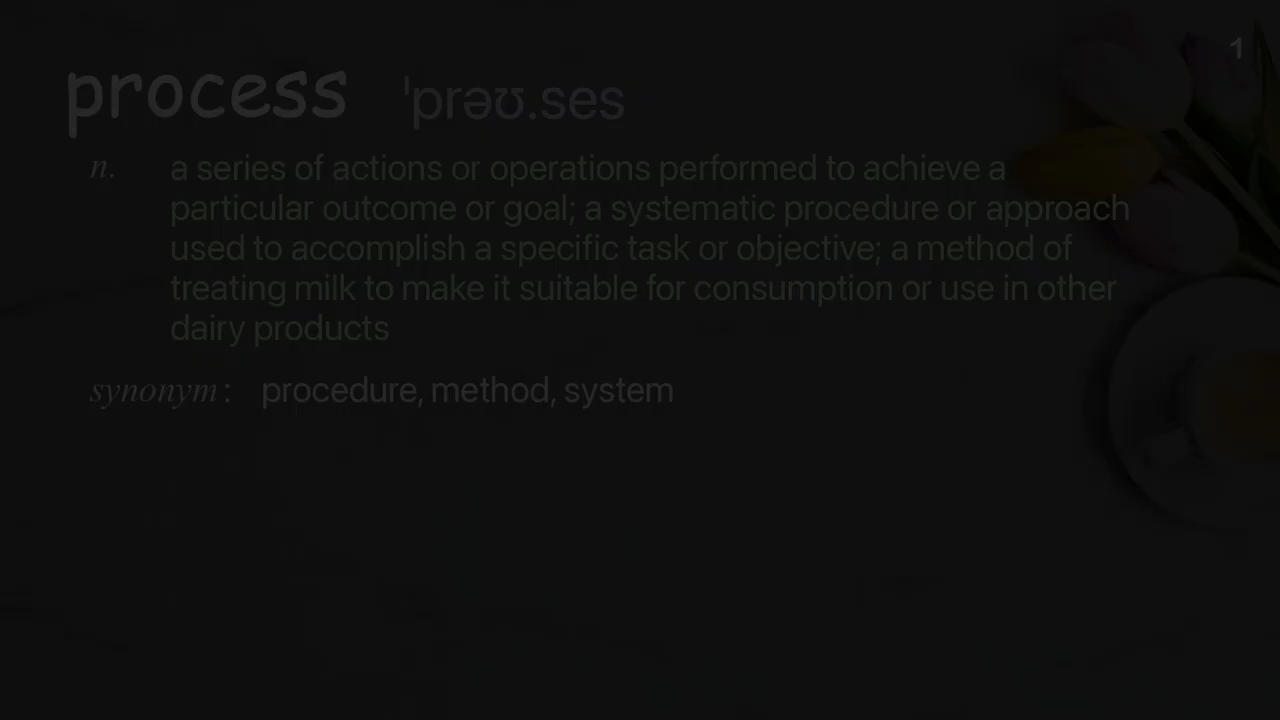 1
process ˈprəʊ.ses
n. a series of actions or operations performed to achieve a
particular outcome or goal; a systematic procedure or approach
used to accomplish a specific task or objective; a method of
treating milk to make it suitable for consumption or use in other
dairy products
synonym : procedure, method, system